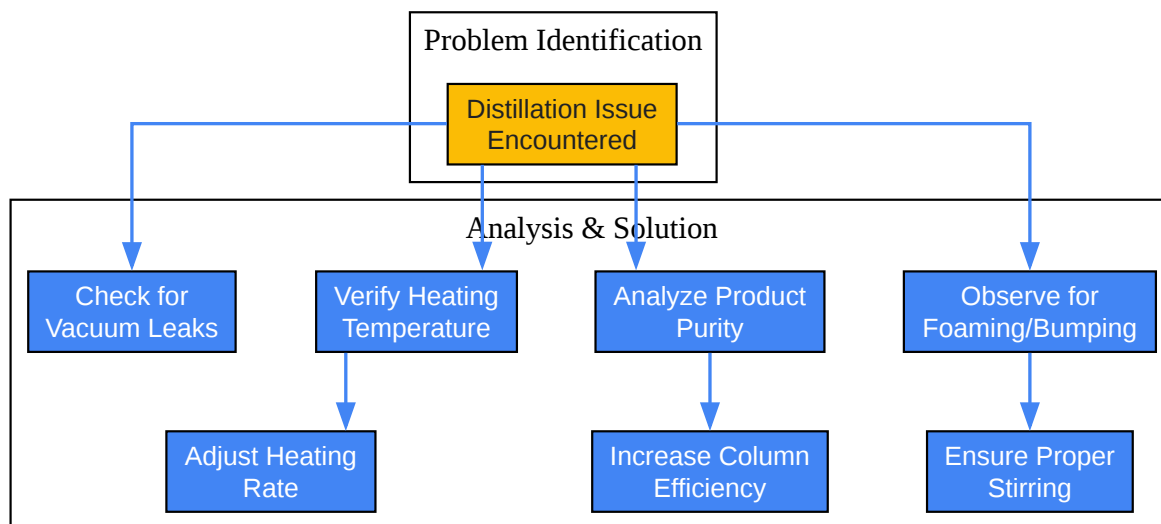 Problem Identification
Distillation Issue
Encountered
Analysis & Solution
Check for
Vacuum Leaks
Verify Heating
Temperature
Analyze Product
Purity
Observe for
Foaming/Bumping
Adjust Heating
Rate
Increase Column
Efficiency
Ensure Proper
Stirring